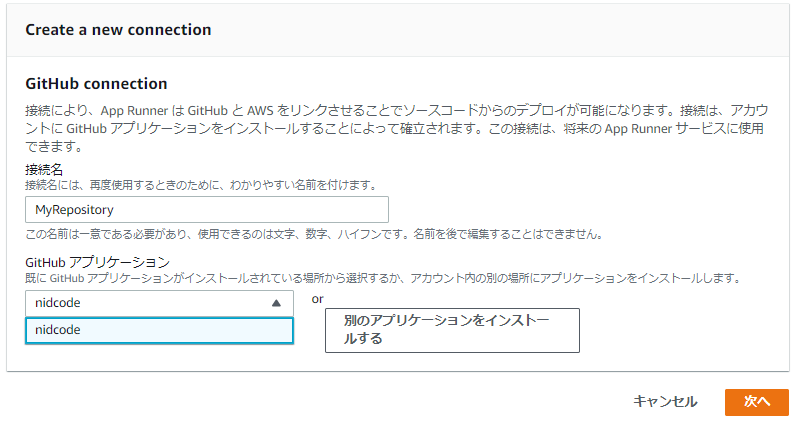 Create a new connection
GitHub connection
接続により、App Runner は GitHub と AWS をリンクさせることでソースコードからのデプロイが可能になります。接続は、アカウ
ントに GitHub アプリケーションをインストールすることによって確立されます。この接続は、将来の App Runner サービスに使用
できます。
接続名
接続名には、再度使用するときのために、わかりやすい名前を付けます。
MyRepository
この名前は一意である必要があり、使用できるのは文字、数字、ハイフンです。名前を後で編集することはできません。
GitHub アプリケーション
既に GitHub アプリケーションがインストールされている場所から選択するか、アカウント内の別の場所にアプリケーションをインストールします。
nidcode
or
nidcode
別のアプリケーションをインストー
ルする
キャンセル
次へ